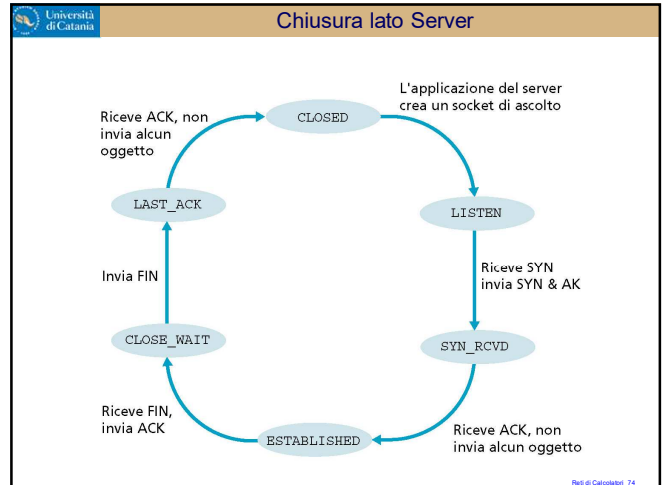 Università
di Catania
Chiusura lato Server
L'applicazione del server
crea un socket di ascolto
Riceve ACK, non
invia alcun
oggetto
CLOSED
LAST_ACK
LISTEN
Invia FIN
Riceve SYN
invia SYN & AK
CLOSE_WAIT
SYN_RCVD
Riceve FIN,
invia ACK
ESTABLISHED
Riceve ACK, non
invia alcun oggetto
Reti di Calcolatori 74